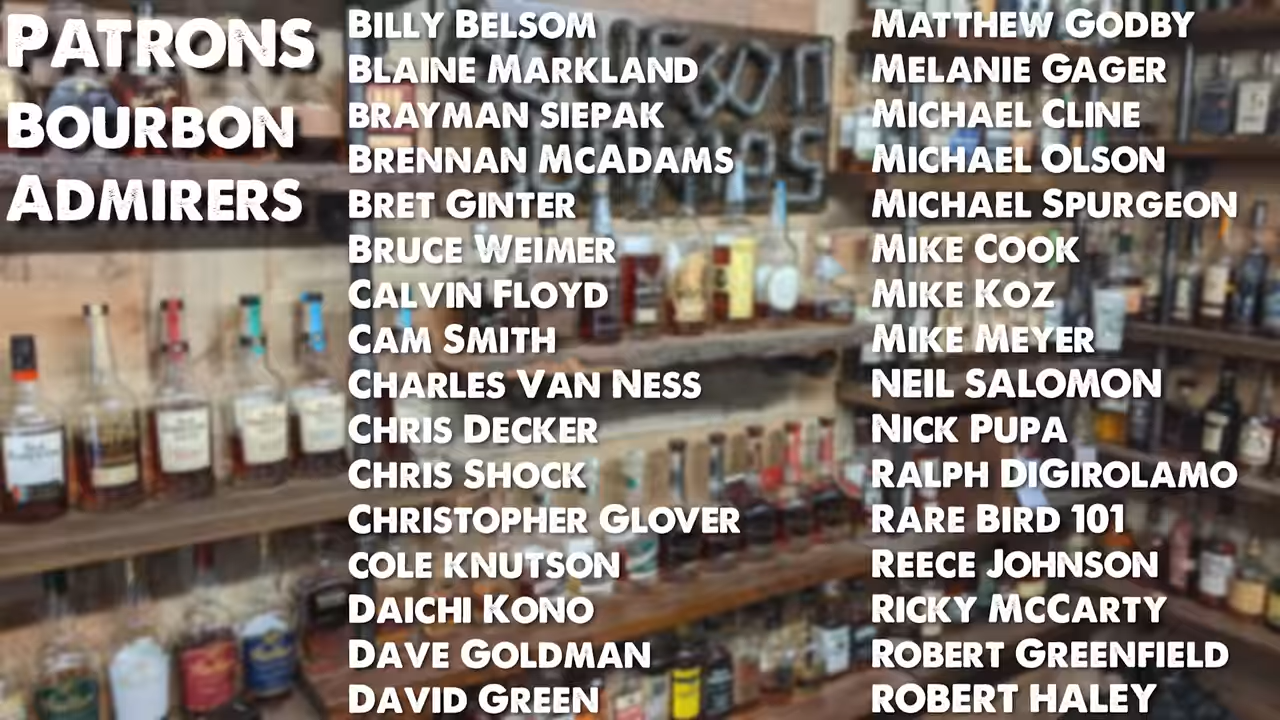 Patrons
Bourbon
Admirers
Billy Belsom
Blaine Markland
brayman siepak
Brennan McAdams
Bret Ginter
Bruce Weimer
Calvin Floyd
Cam Smith
Charles Van Ness
Chris Decker
Chris Shock
Christopher Glover
cole knutson
Daichi Kono
Dave Goldman
David Green
Matthew Godby
Melanie Gager
Michael Cline
Michael Olson
Michael Spurgeon
Mike Cook
Mike Koz
Mike Meyer
neil salomon
Nick Pupa
Ralph DiGirolamo
Rare Bird 101
Reece Johnson
Ricky McCarty
Robert Greenfield
robert haley